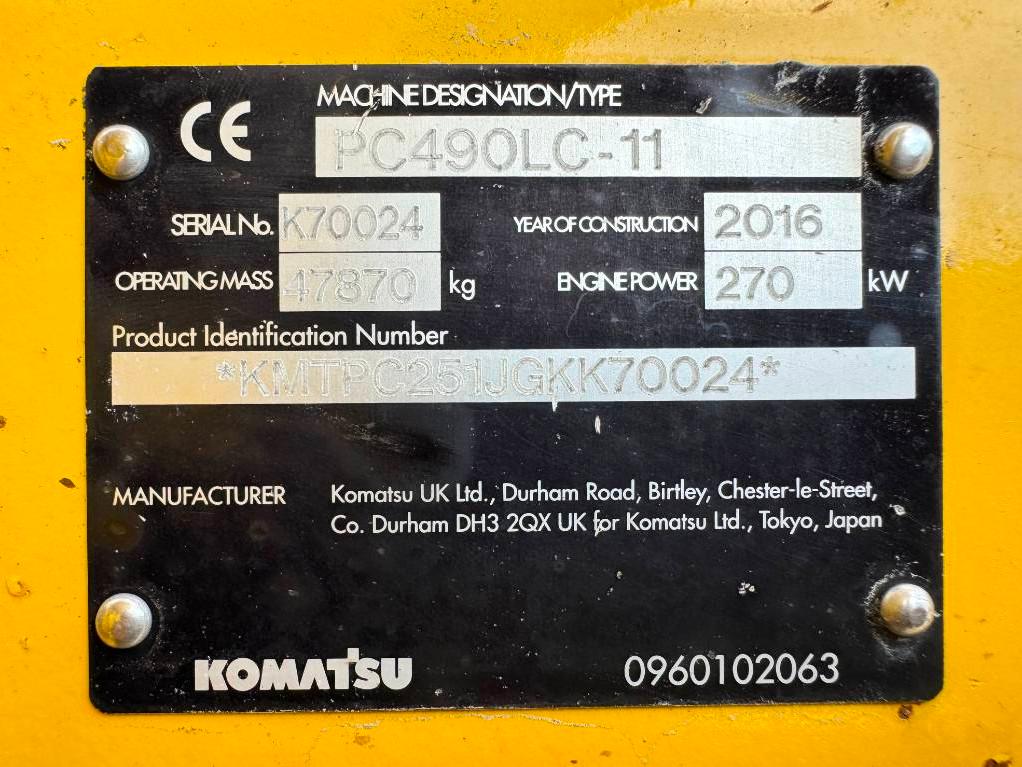 CE
MACHINE DESIGNATION/TYPE
PC490LC-11
SERIAL No. K70024 YEAR OF CONSTRUCTION 2016
OPERATING MASS 47870 kg ENGINE POWER 270 kW
Product Identification Number
*KMTPC251JGKK70024*
MANUFACTURER Komatsu UK Ltd., Durham Road, Birtley, Chester-le-Street,
Co. Durham DH3 2QX UK for Komatsu Ltd., Tokyo, Japan
KOMATSU 0960102063